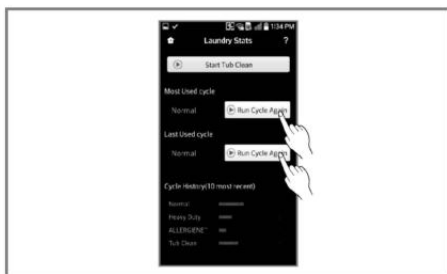 1:34 PM
Laundry Stats ?
Start Tub Clean
Most Used cycle
Normal Run Cycle Again
Last Used cycle
Normal Run Cycle Again
Cycle History(10 most recent)
Normal
Heavy Duty
ALLERGIENE™
Tub Clean